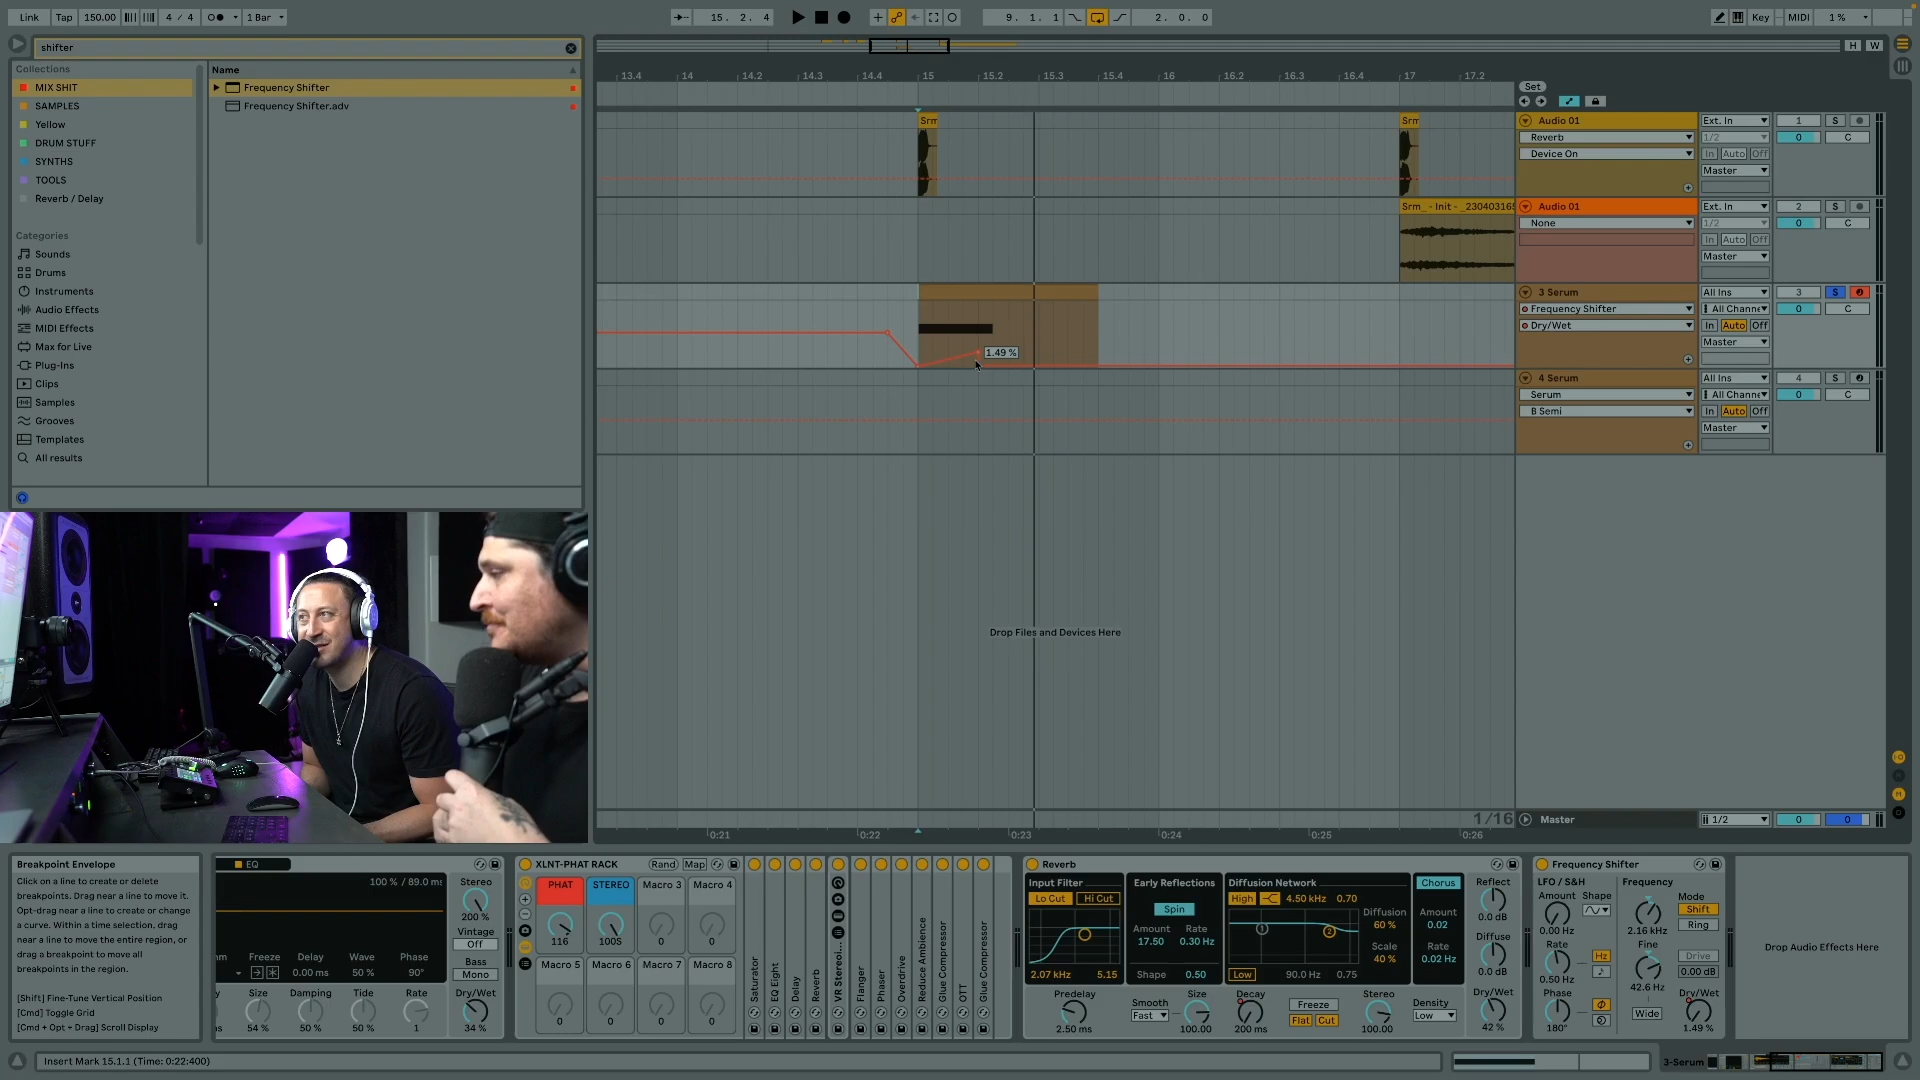 Link Tap 150.00 4 / 4 1 Bar
15. 2. 4
9. 1. 1
2. 0. 0
Key MIDI 1 %
shifter
H W
Collections
MIX SHIT
SAMPLES
Yellow
DRUM STUFF
SYNTHS
TOOLS
Reverb / Delay
Categories
Sounds
Drums
Instruments
Audio Effects
MIDI Effects
Max for Live
Plug-Ins
Clips
Samples
Grooves
Templates
All results
Name
Frequency Shifter
Frequency Shifter.adv
13.4 14 14.2 14.3 14.4 15 15.2 15.3 15.4 16 16.2 16.3 16.4 17 17.2
Set
Srm Srm
Audio 01 Ext. In 1 S
Reverb 1/2 0 C
Device On In Auto Off
Master
Srm_ - Init - _230403165
Audio 01 Ext. In 2 S
None 1/2 0 C
In Auto Off
Master
3 Serum All Ins 3 S
Frequency Shifter All Channe 0 C
Dry/Wet In Auto Off
Master
1.49 %
4 Serum All Ins 4 S
Serum All Channe 0 C
B Semi In Auto Off
Master
Drop Files and Devices Here
1/16
Master 1/2 0 0
0:21 0:22 0:23 0:24 0:25 0:26
Breakpoint Envelope
Click on a line to create or delete
breakpoints. Drag near a line to move it.
Opt-drag near a line to create or change
a curve. Within a time selection, drag
near a line to move the entire region, or
drag a breakpoint to move all
breakpoints in the region.
[Shift] Fine-Tune Vertical Position
[Cmd] Toggle Grid
[Cmd + Opt + Drag] Scroll Display
EQ
100 % / 89.0 ms
Stereo
200 %
Vintage
Off
Bass
Mono
Dry/Wet
34 %
Freeze Delay Wave Phase
0.00 ms 50 % 90°
Size Damping Tide Rate
54 % 50 % 50 % 1
XLNT-PHAT RACK Rand Map
PHAT STEREO Macro 3 Macro 4
116 100S 0 0
Macro 5 Macro 6 Macro 7 Macro 8
0 0 0 0
Saturator
EQ Eight
Delay
Reverb
VR Stereoi...
Flanger
Phaser
Overdrive
Reduce Ambience
Glue Compressor
OTT
Glue Compressor
Reverb
Input Filter
Lo Cut Hi Cut
2.07 kHz 5.15
Early Reflections
Spin
Amount Rate
17.50 0.30 Hz
Shape 0.50
Diffusion Network
High 4.50 kHz 0.70
1 2
Low 90.0 Hz 0.75
Diffusion
60 %
Scale
40 %
Chorus
Amount
0.02
Rate
0.02 Hz
Reflect
0.0 dB
Diffuse
0.0 dB
Dry/Wet
42 %
Predelay
2.50 ms
Smooth
Fast
Size
100.00
Decay
200 ms
Freeze
Flat Cut
Stereo
100.00
Density
Low
Frequency Shifter
LFO / S&H
Amount Shape
0.00 Hz
Rate
Hz
0.50 Hz
Phase
180°
Frequency
2.16 kHz
Fine
42.6 Hz
Wide
Mode
Shift
Ring
Drive
0.00 dB
Dry/Wet
1.49 %
Drop Audio Effects Here
Insert Mark 15.1.1 (Time: 0:22:400)
3-Serum